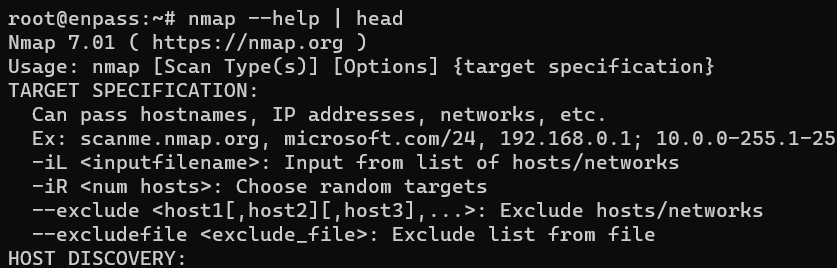 root@enpass:~# nmap --help | head
Nmap 7.01 ( https://nmap.org )
Usage: nmap [Scan Type(s)] [Options] {target specification}
TARGET SPECIFICATION:
  Can pass hostnames, IP addresses, networks, etc.
  Ex: scanme.nmap.org, microsoft.com/24, 192.168.0.1; 10.0.0-255.1-25
  -iL <inputfilename>: Input from list of hosts/networks
  -iR <num hosts>: Choose random targets
  --exclude <host1[,host2][,host3],...>: Exclude hosts/networks
  --excludefile <exclude_file>: Exclude list from file
HOST DISCOVERY: